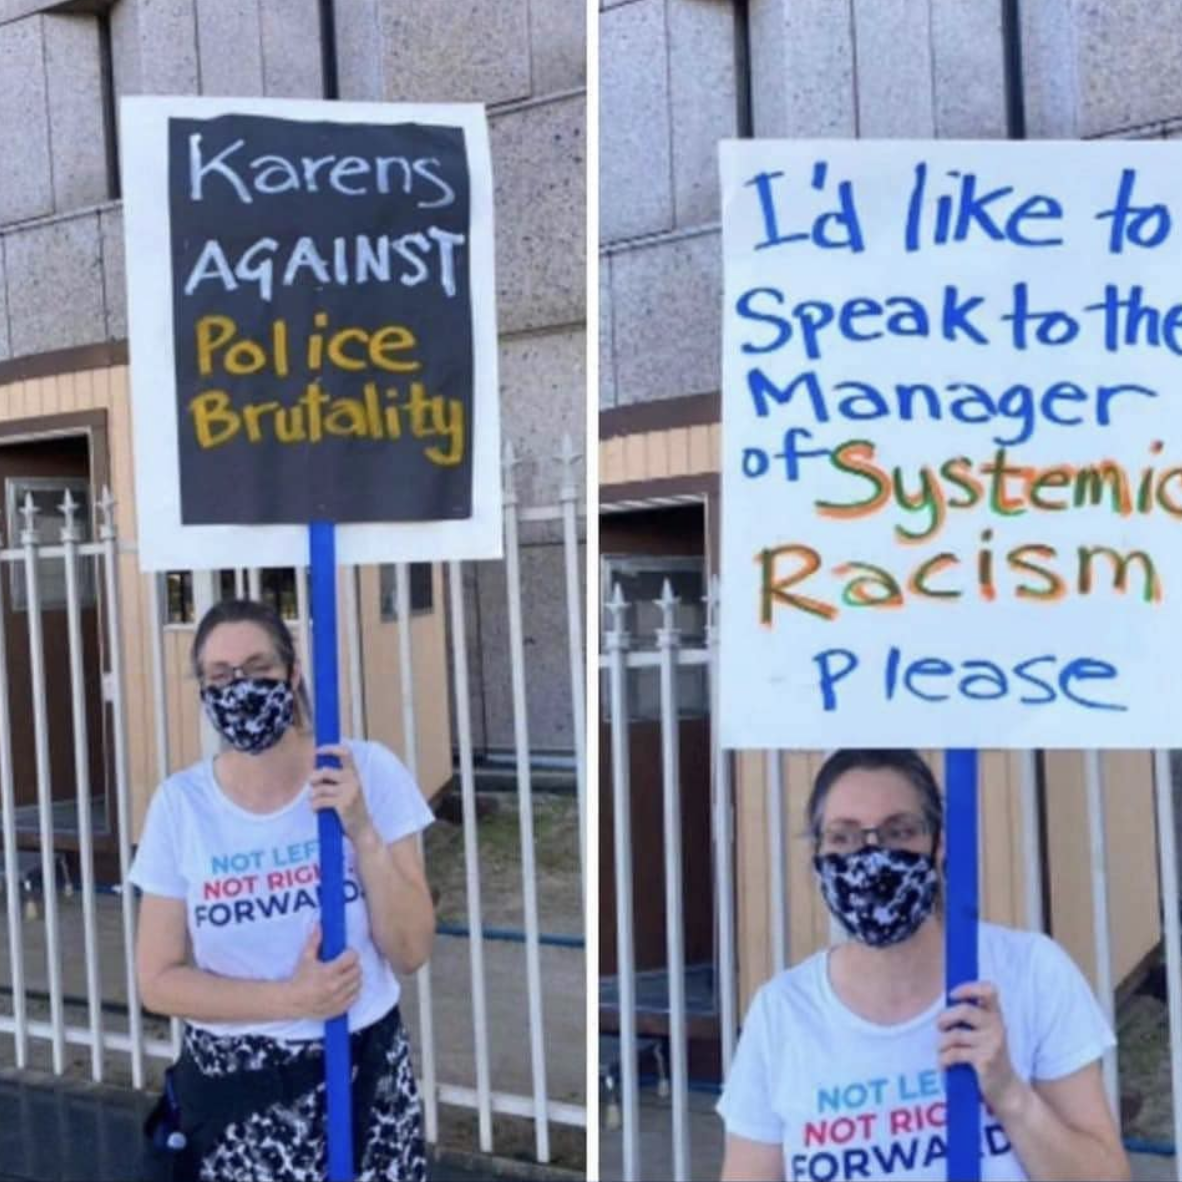 Karens
AGAINST
Police
Brutality
NOT LEF
NOT RIG
FORWA D
I'd like to
Speak to the
Manager
of Systemic
Racism
Please
NOT LE
NOT RIG
FORWA D